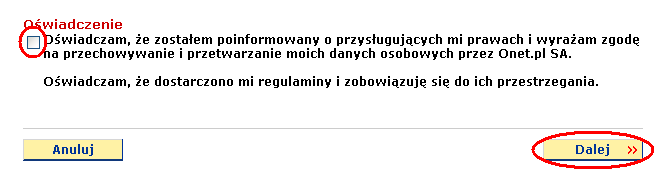 Oświadczenie
Oświadczam, że zostałem poinformowany o przysługujących mi prawach i wyrażam zgodę
na przechowywanie i przetwarzanie moich danych osobowych przez Onet.pl SA.
Oświadczam, że dostarczono mi regulaminy i zobowiązuję się do ich przestrzegania.
Anuluj
Dalej »